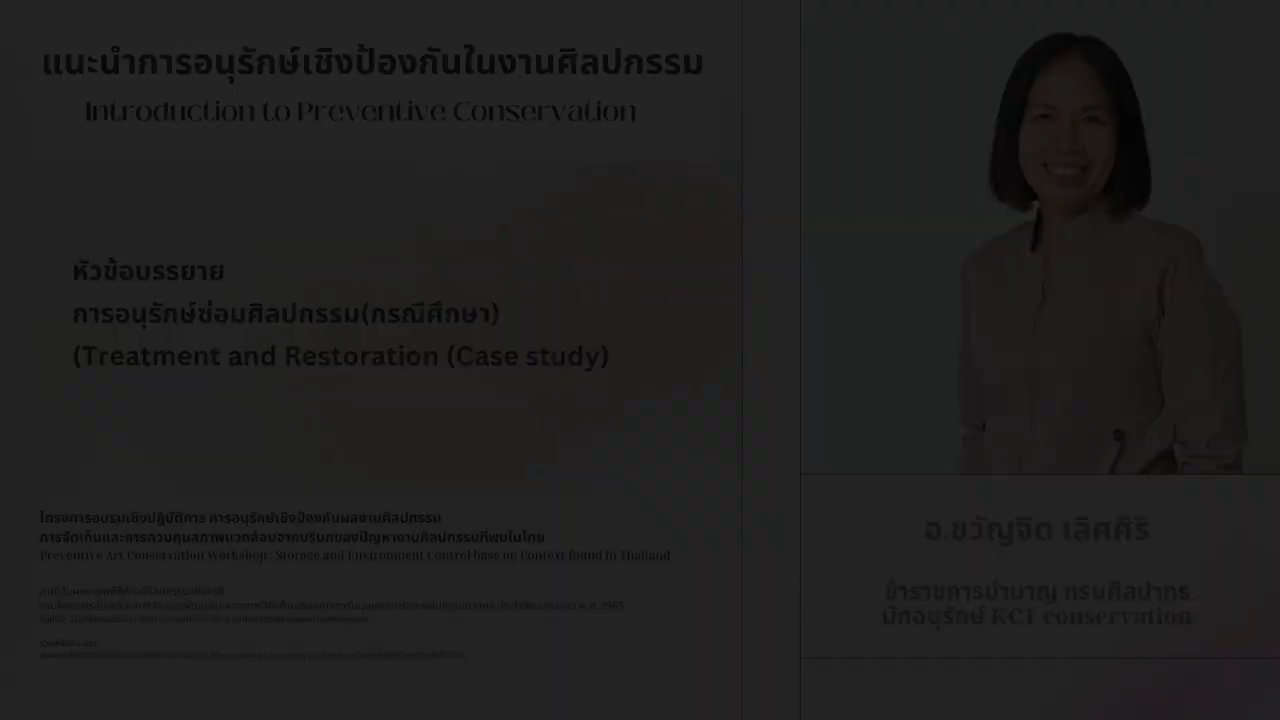 แนะนำการอนุรักษ์เชิงป้องกันในงานศิลปกรรม
Introduction to Preventive Conservation
หัวข้อบรรยาย
การอนุรักษ์ซ่อมศิลปกรรม(กรณีศึกษา)
(Treatment and Restoration (Case study)
โครงการอบรมเชิงปฏิบัติการ การอนุรักษ์เชิงป้องกันผลงานศิลปกรรม
การจัดเก็บและการควบคุมสภาพแวดล้อมจากบริบทของปัญหางานศิลปกรรมที่พบในไทย
Preventive Art Conservation Workshop : Storage and Environment Control base on Context found in Thailand
อ.ขวัญจิต เลิศศิริ
ข้าราชการบำนาญ กรมศิลปากร
นักอนุรักษ์ KCI conservation